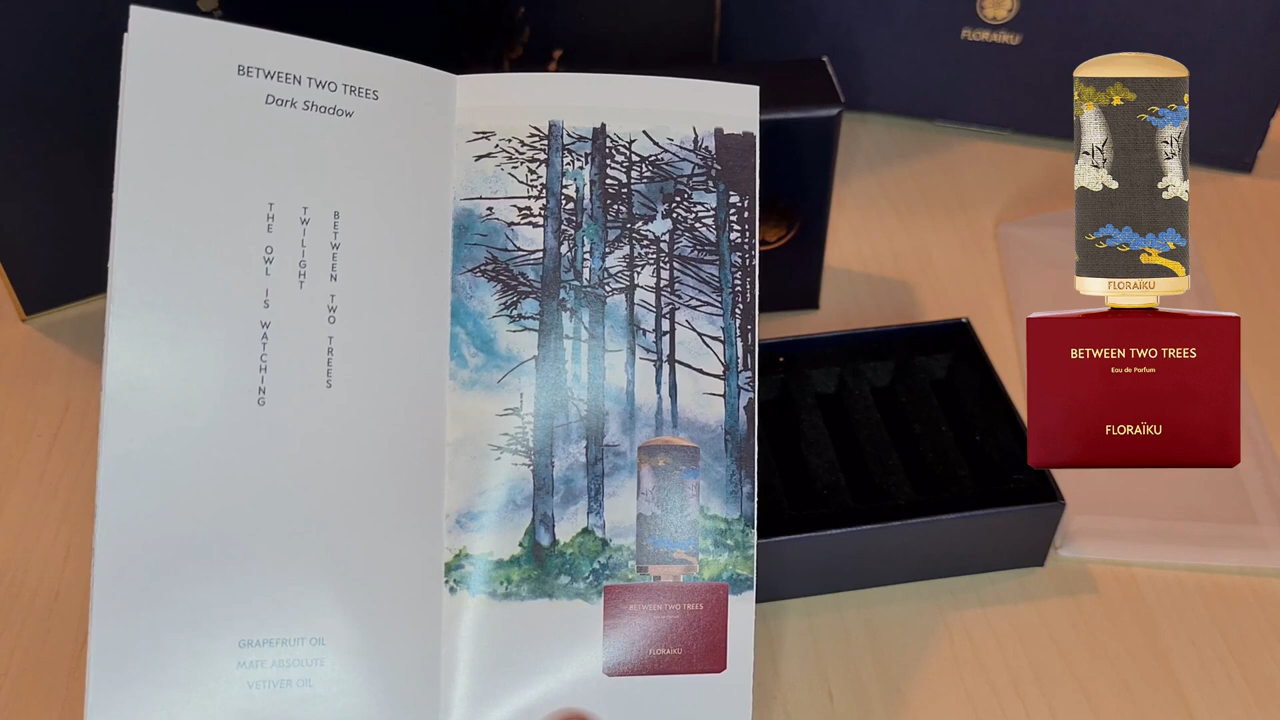 FLORAÏKU
BETWEEN TWO TREES
Dark Shadow
BETWEEN TWO TREES
TWILIGHT
THE OWL IS WATCHING
GRAPEFRUIT OIL
MATE ABSOLUTE
VETIVER OIL
BETWEEN TWO TREES
FLORAÏKU
FLORAÏKU
BETWEEN TWO TREES
Eau de Parfum
FLORAÏKU